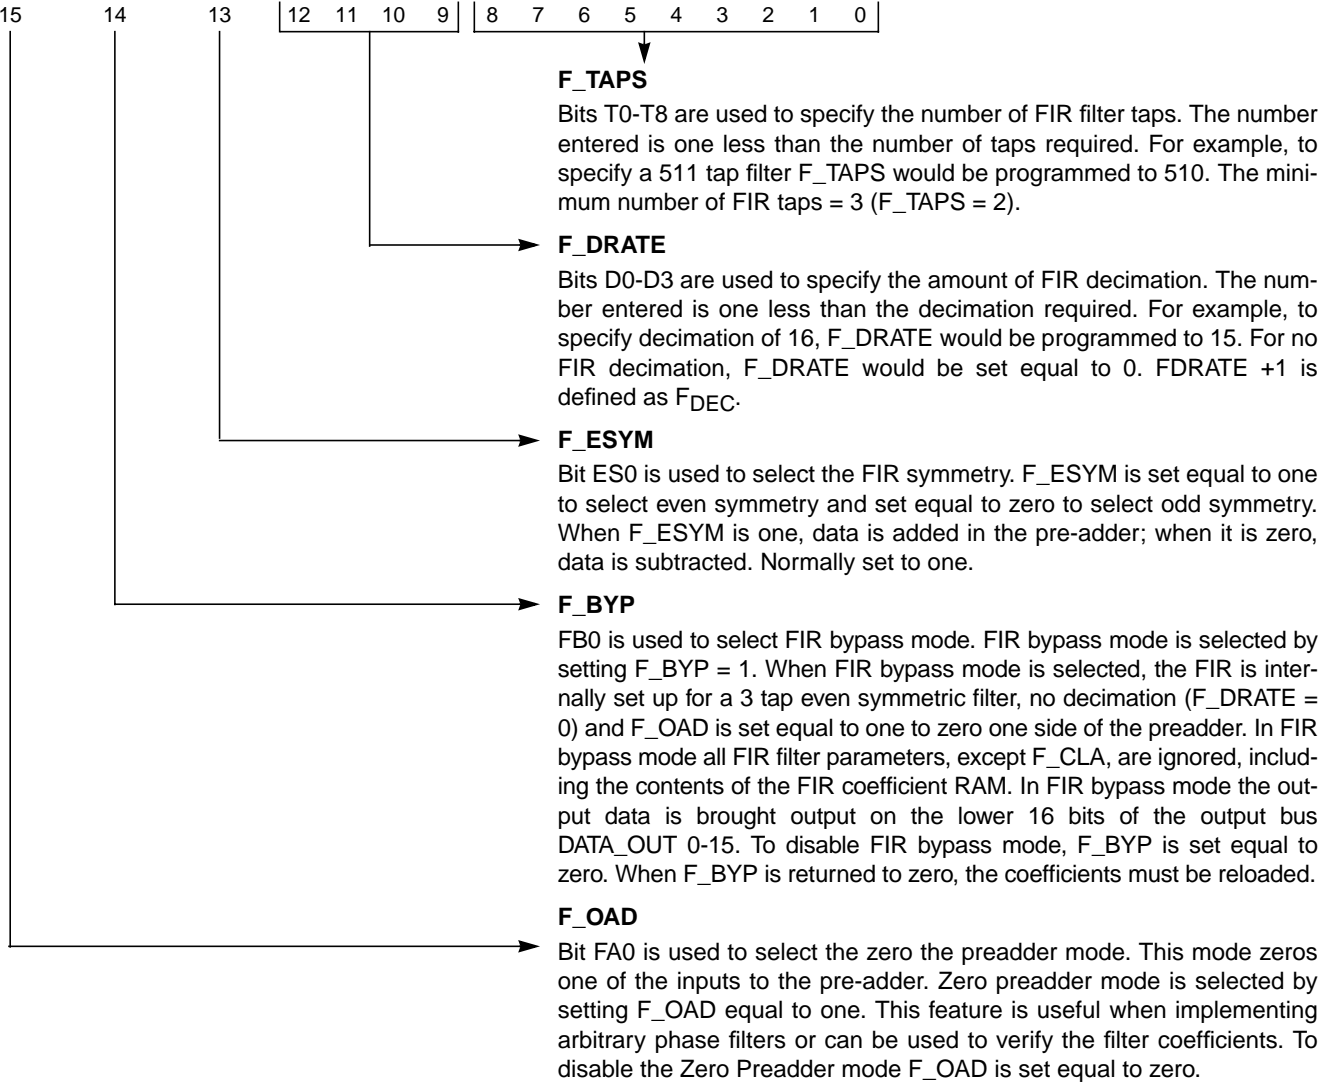 15 14 13 12 11 10 9 8 7 6 5 4 3 2 1 0
F_TAPS
Bits T0-T8 are used to specify the number of FIR filter taps. The number
entered is one less than the number of taps required. For example, to
specify a 511 tap filter F_TAPS would be programmed to 510. The mini-
mum number of FIR taps = 3 (F_TAPS = 2).
F_DRATE
Bits D0-D3 are used to specify the amount of FIR decimation. The num-
ber entered is one less than the decimation required. For example, to
specify decimation of 16, F_DRATE would be programmed to 15. For no
FIR decimation, F_DRATE would be set equal to 0. FDRATE +1 is
defined as FDEC.
F_ESYM
Bit ES0 is used to select the FIR symmetry. F_ESYM is set equal to one
to select even symmetry and set equal to zero to select odd symmetry.
When F_ESYM is one, data is added in the pre-adder; when it is zero,
data is subtracted. Normally set to one.
F_BYP
FB0 is used to select FIR bypass mode. FIR bypass mode is selected by
setting F_BYP = 1. When FIR bypass mode is selected, the FIR is inter-
nally set up for a 3 tap even symmetric filter, no decimation (F_DRATE =
0) and F_OAD is set equal to one to zero one side of the preadder. In FIR
bypass mode all FIR filter parameters, except F_CLA, are ignored, includ-
ing the contents of the FIR coefficient RAM. In FIR bypass mode the out-
put data is brought output on the lower 16 bits of the output bus
DATA_OUT 0-15. To disable FIR bypass mode, F_BYP is set equal to
zero. When F_BYP is returned to zero, the coefficients must be reloaded.
F_OAD
Bit FA0 is used to select the zero the preadder mode. This mode zeros
one of the inputs to the pre-adder. Zero preadder mode is selected by
setting F_OAD equal to one. This feature is useful when implementing
arbitrary phase filters or can be used to verify the filter coefficients. To
disable the Zero Preadder mode F_OAD is set equal to zero.